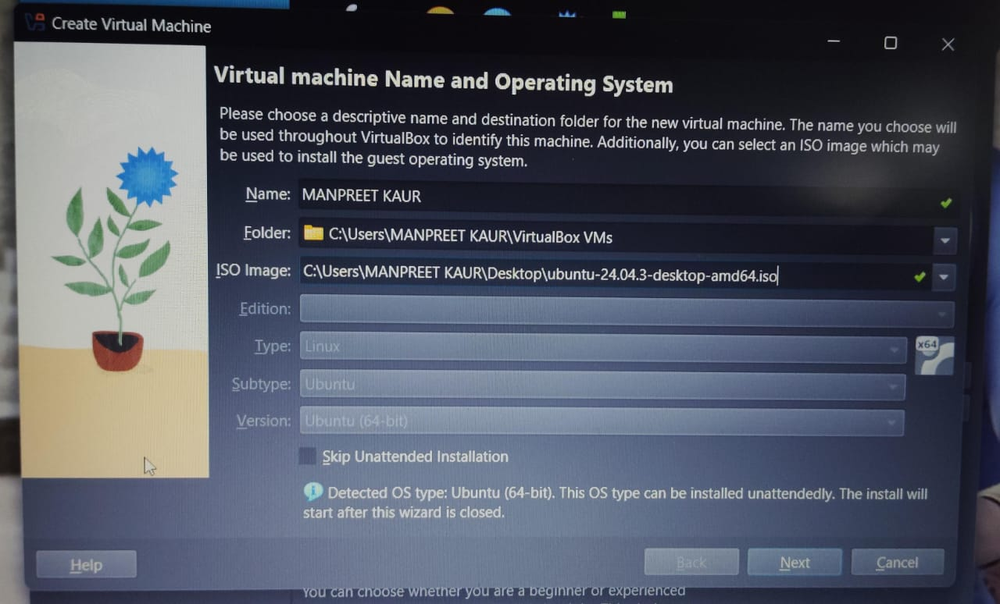 Create Virtual Machine
Virtual machine Name and Operating System
Please choose a descriptive name and destination folder for the new virtual machine. The name you choose will
be used throughout VirtualBox to identify this machine. Additionally, you can select an ISO image which may
be used to install the guest operating system.
Name: MANPREET KAUR
Folder: C:\Users\MANPREET KAUR\VirtualBox VMs
ISO Image: C:\Users\MANPREET KAUR\Desktop\ubuntu-24.04.3-desktop-amd64.iso
Edition:
Type: Linux
x64
Subtype: Ubuntu
Version: Ubuntu (64-bit)
Skip Unattended Installation
Detected OS type: Ubuntu (64-bit). This OS type can be installed unattendedly. The install will
start after this wizard is closed.
Help Back Next Cancel
You can choose whether you are a beginner or experienced